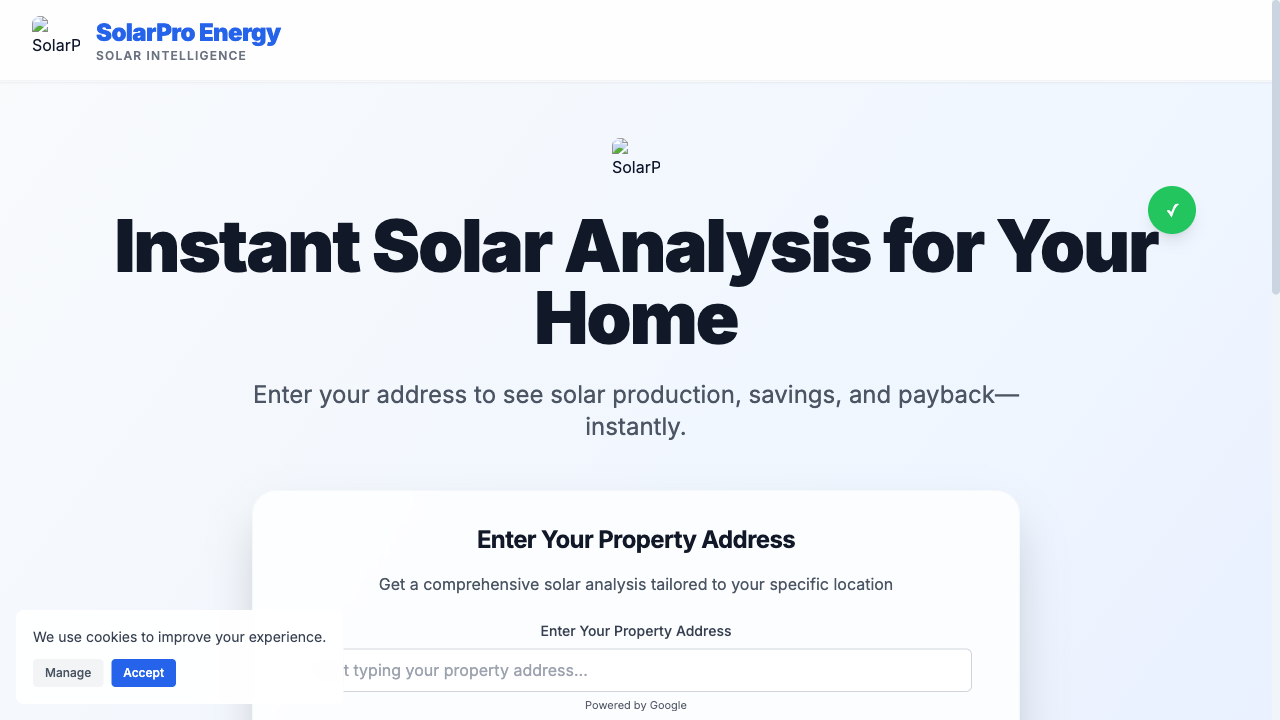 SolarP
SolarPro Energy
SOLAR INTELLIGENCE
SolarP
Instant Solar Analysis for Your
Home
Enter your address to see solar production, savings, and payback—
instantly.
Enter Your Property Address
Get a comprehensive solar analysis tailored to your specific location
Enter Your Property Address
t typing your property address...
Powered by Google
We use cookies to improve your experience.
Manage
Accept